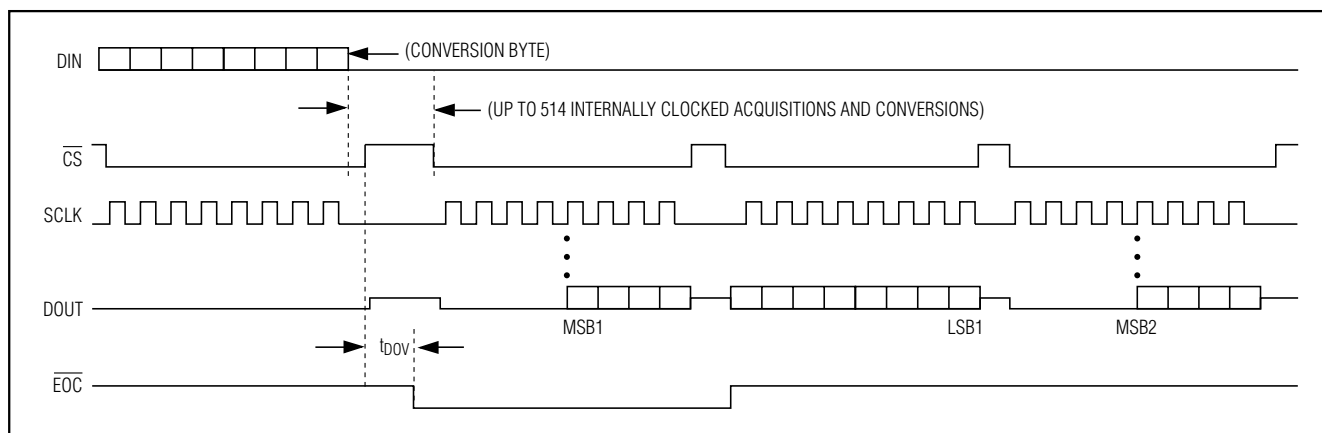 DIN
(CONVERSION BYTE)
(UP TO 514 INTERNALLY CLOCKED ACQUISITIONS AND CONVERSIONS)
CS
SCLK
DOUT
MSB1
LSB1
MSB2
tDOV
EOC